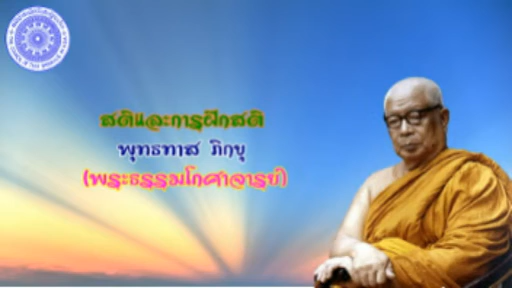 สติและการฝึกสติ
พุทธทาส ภิกขุ
(พระธรรมโกศาจารย์)